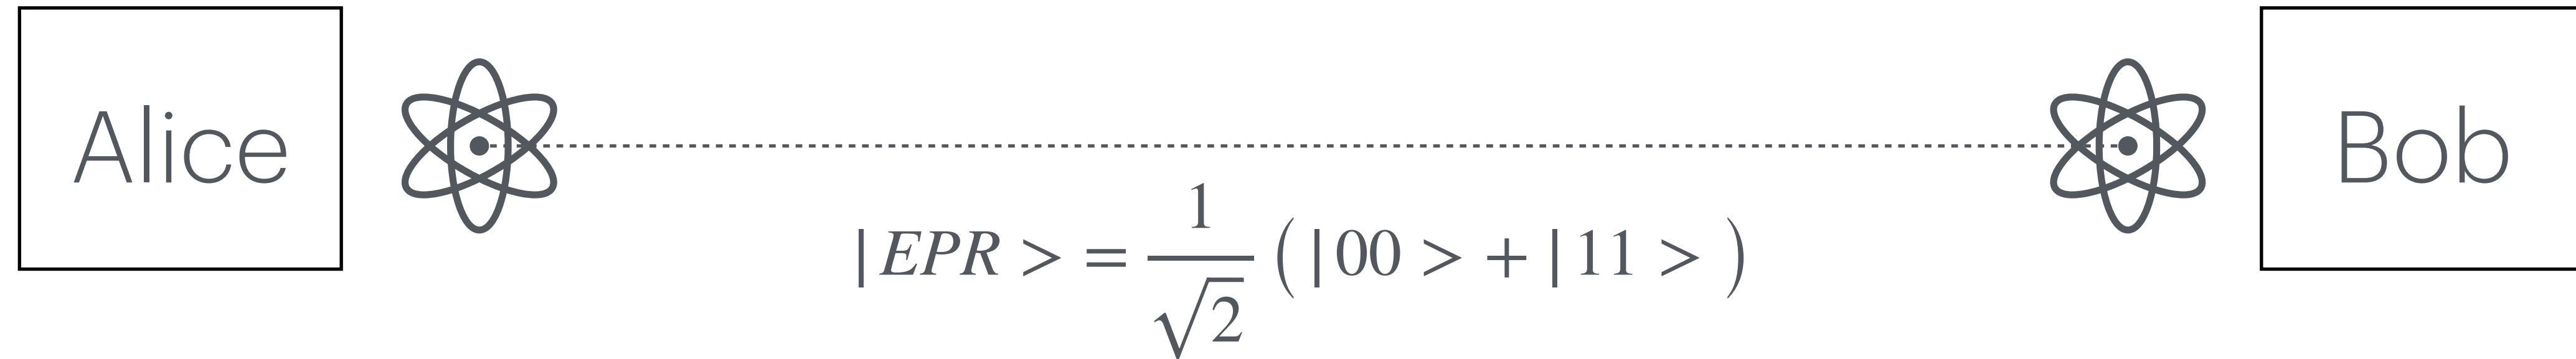 Alice
Bob
|EPR > = 1/√2 (|00 > + |11 >)